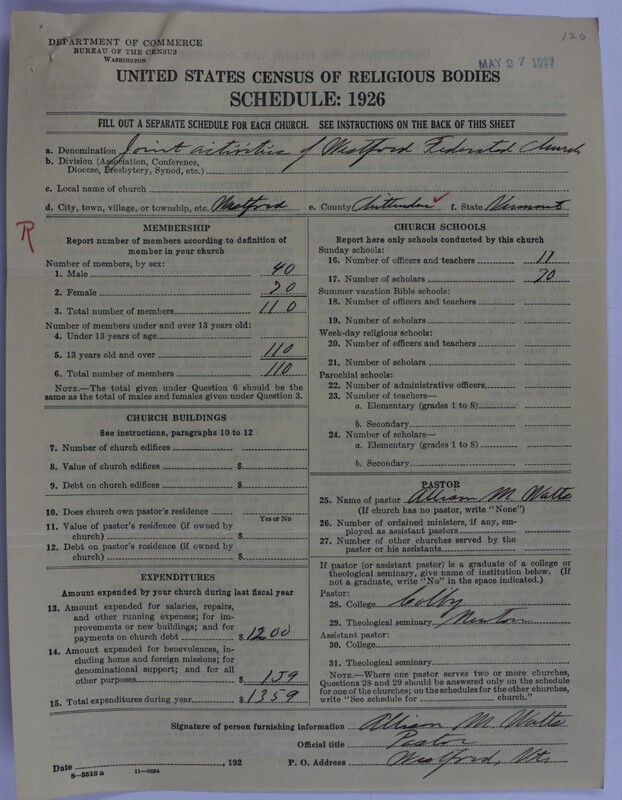 120
DEPARTMENT OF COMMERCE
BUREAU OF THE CENSUS
WASHINGTON
MAY 27
UNITED STATES CENSUS OF RELIGIOUS BODIES
SCHEDULE: 1926
FILL OUT A SEPARATE SCHEDULE FOR EACH CHURCH. SEE INSTRUCTIONS ON THE BACK OF THIS SHEET
a. Denomination Joint activities of Westford Federated Church
b. Division (Association, Conference,
Diocese, Presbytery, Synod, etc.)
c. Local name of church
d. City, town, village, or township, etc. Westford e. County Chittenden f. State Vermont
R
MEMBERSHIP
Report number of members according to definition of
member in your church
Number of members, by sex:
1. Male 40
2. Female 70
3. Total number of members 110
Number of members under and over 13 years old:
4. Under 13 years of age
5. 13 years old and over 110
6. Total number of members 110
NOTE.—The total given under Question 6 should be the
same as the total of males and females given under Question 3.
CHURCH BUILDINGS
See instructions, paragraphs 10 to 12
7. Number of church edifices
8. Value of church edifices $
9. Debt on church edifices $
10. Does church own pastor's residence
Yes or No
11. Value of pastor's residence (if owned by
church) $
12. Debt on pastor's residence (if owned by
church) $
EXPENDITURES
Amount expended by your church during last fiscal year
13. Amount expended for salaries, repairs,
and other running expenses; for im-
provements or new buildings; and for
payments on church debt $ 1200
14. Amount expended for benevolences, in-
cluding home and foreign missions; for
denominational support; and for all
other purposes $ 159
15. Total expenditures during year $ 1359
CHURCH SCHOOLS
Report here only schools conducted by this church
Sunday schools:
16. Number of officers and teachers 11
17. Number of scholars 70
Summer vacation Bible schools:
18. Number of officers and teachers
19. Number of scholars
Week-day religious schools:
20. Number of officers and teachers
21. Number of scholars
Parochial schools:
22. Number of administrative officers
23. Number of teachers—
a. Elementary (grades 1 to 8)
b. Secondary
24. Number of scholars—
a. Elementary (grades 1 to 8)
b. Secondary
PASTOR
25. Name of pastor Allison M. Watts
(If church has no pastor, write "None")
26. Number of ordained ministers, if any, em-
ployed as assistant pastors
27. Number of other churches served by the
pastor or his assistants
If pastor (or assistant pastor) is a graduate of a college or
theological seminary, give name of institution below. (If
not a graduate, write "No" in the space indicated.)
Pastor:
28. College Colby
29. Theological seminary Newton
Assistant pastor:
30. College
31. Theological seminary
NOTE.—Where one pastor serves two or more churches,
Questions 28 and 29 should be answered only on the schedule
for one of the churches; on the schedules for the other churches,
write "See schedule for church."
Signature of person furnishing information Allison M. Watts
Official title Pastor
Date , 192 P. O. Address Westford, Vt.
8—5518a 11—9034